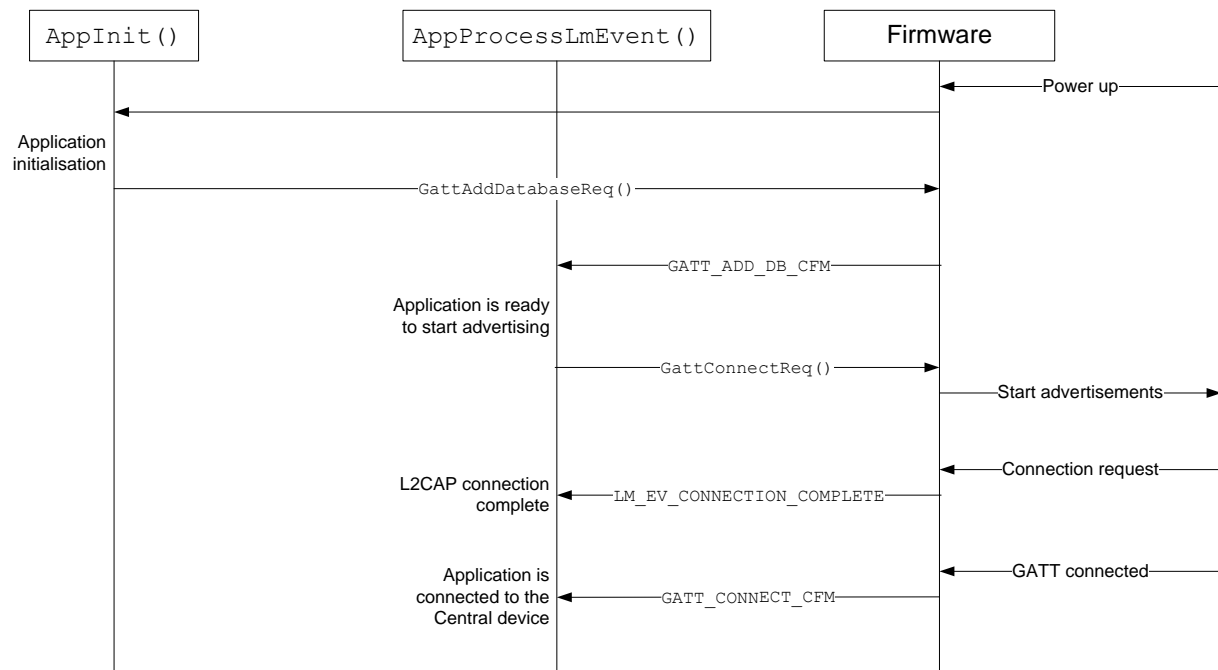 AppInit()
AppProcessLmEvent()
Firmware
Power up
Application
initialisation
GattAddDatabaseReq()
GATT_ADD_DB_CFM
Application is ready
to start advertising
GattConnectReq()
Start advertisements
Connection request
L2CAP connection
complete
LM_EV_CONNECTION_COMPLETE
GATT connected
Application is
connected to the
Central device
GATT_CONNECT_CFM